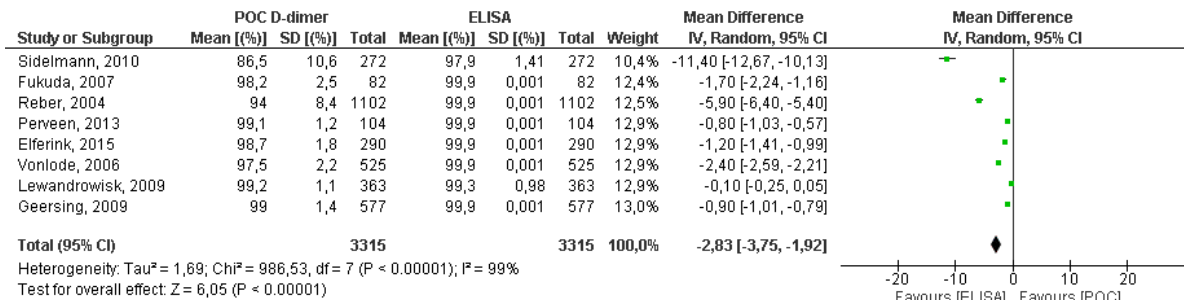 POC D-dimer ELISA Mean Difference Mean Difference
Study or Subgroup Mean [(%)] SD [(%)] Total Mean [(%)] SD [(%)] Total Weight IV, Random, 95% CI IV, Random, 95% CI
Sidelmann, 2010 86,5 10,6 272 97,9 1,41 272 10,4% -11,40 [-12,67, -10,13]
Fukuda, 2007 98,2 2,5 82 99,9 0,001 82 12,4% -1,70 [-2,24, -1,16]
Reber, 2004 94 8,4 1102 99,9 0,001 1102 12,5% -5,90 [-6,40, -5,40]
Perveen, 2013 99,1 1,2 104 99,9 0,001 104 12,9% -0,80 [-1,03, -0,57]
Elferink, 2015 98,7 1,8 290 99,9 0,001 290 12,9% -1,20 [-1,41, -0,99]
Vonlode, 2006 97,5 2,2 525 99,9 0,001 525 12,9% -2,40 [-2,59, -2,21]
Lewandrowisk, 2009 99,2 1,1 363 99,3 0,98 363 12,9% -0,10 [-0,25, 0,05]
Geersing, 2009 99 1,4 577 99,9 0,001 577 13,0% -0,90 [-1,01, -0,79]
Total (95% CI) 3315 3315 100,0% -2,83 [-3,75, -1,92]
Heterogeneity: Tau² = 1,69; Chi² = 986,53, df = 7 (P < 0.00001); I² = 99%
Test for overall effect: Z = 6,05 (P < 0.00001)
-20 -10 0 10 20
Favours [ELISA] Favours [POC]